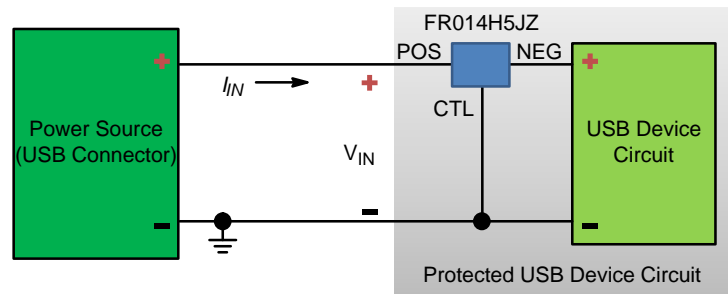 FR014H5JZ
+
POS
NEG
+
I_IN
+
CTL
Power Source
(USB Connector)
USB Device
Circuit
V_IN
−
−
−
Protected USB Device Circuit